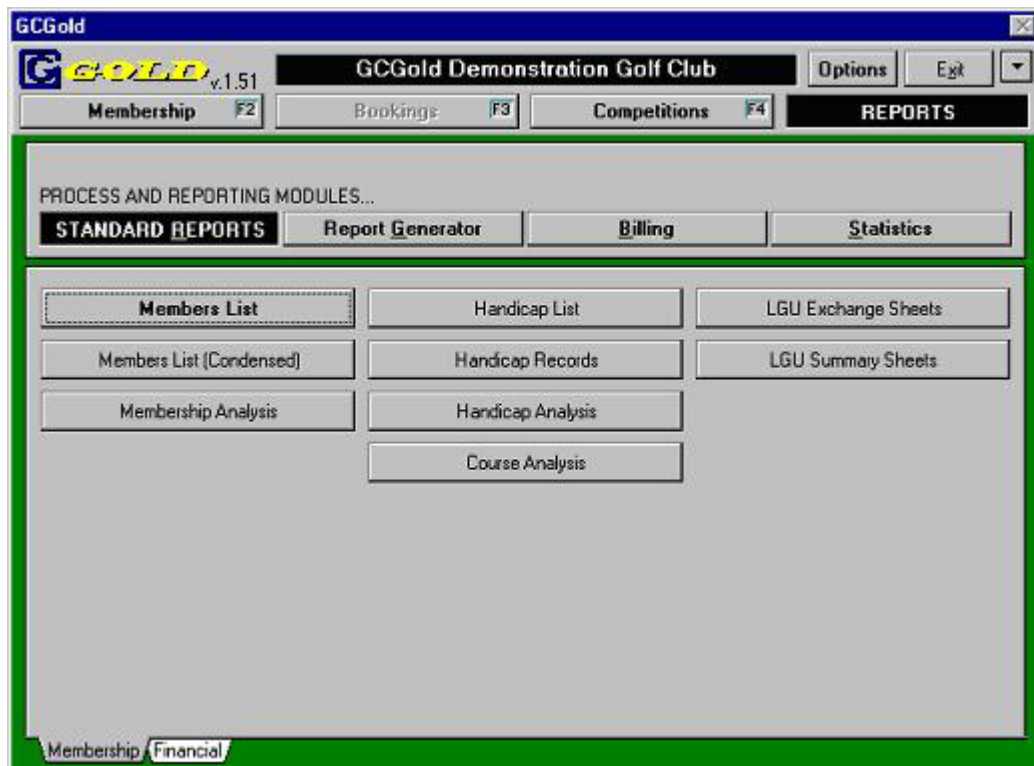 GCGold
G GOLD v.1.51 GCGold Demonstration Golf Club Options Exit
Membership F2 Bookings F3 Competitions F4 REPORTS
PROCESS AND REPORTING MODULES...
STANDARD REPORTS Report Generator Billing Statistics
Members List Handicap List LGU Exchange Sheets
Members List (Condensed) Handicap Records LGU Summary Sheets
Membership Analysis Handicap Analysis
Course Analysis
Membership Financial